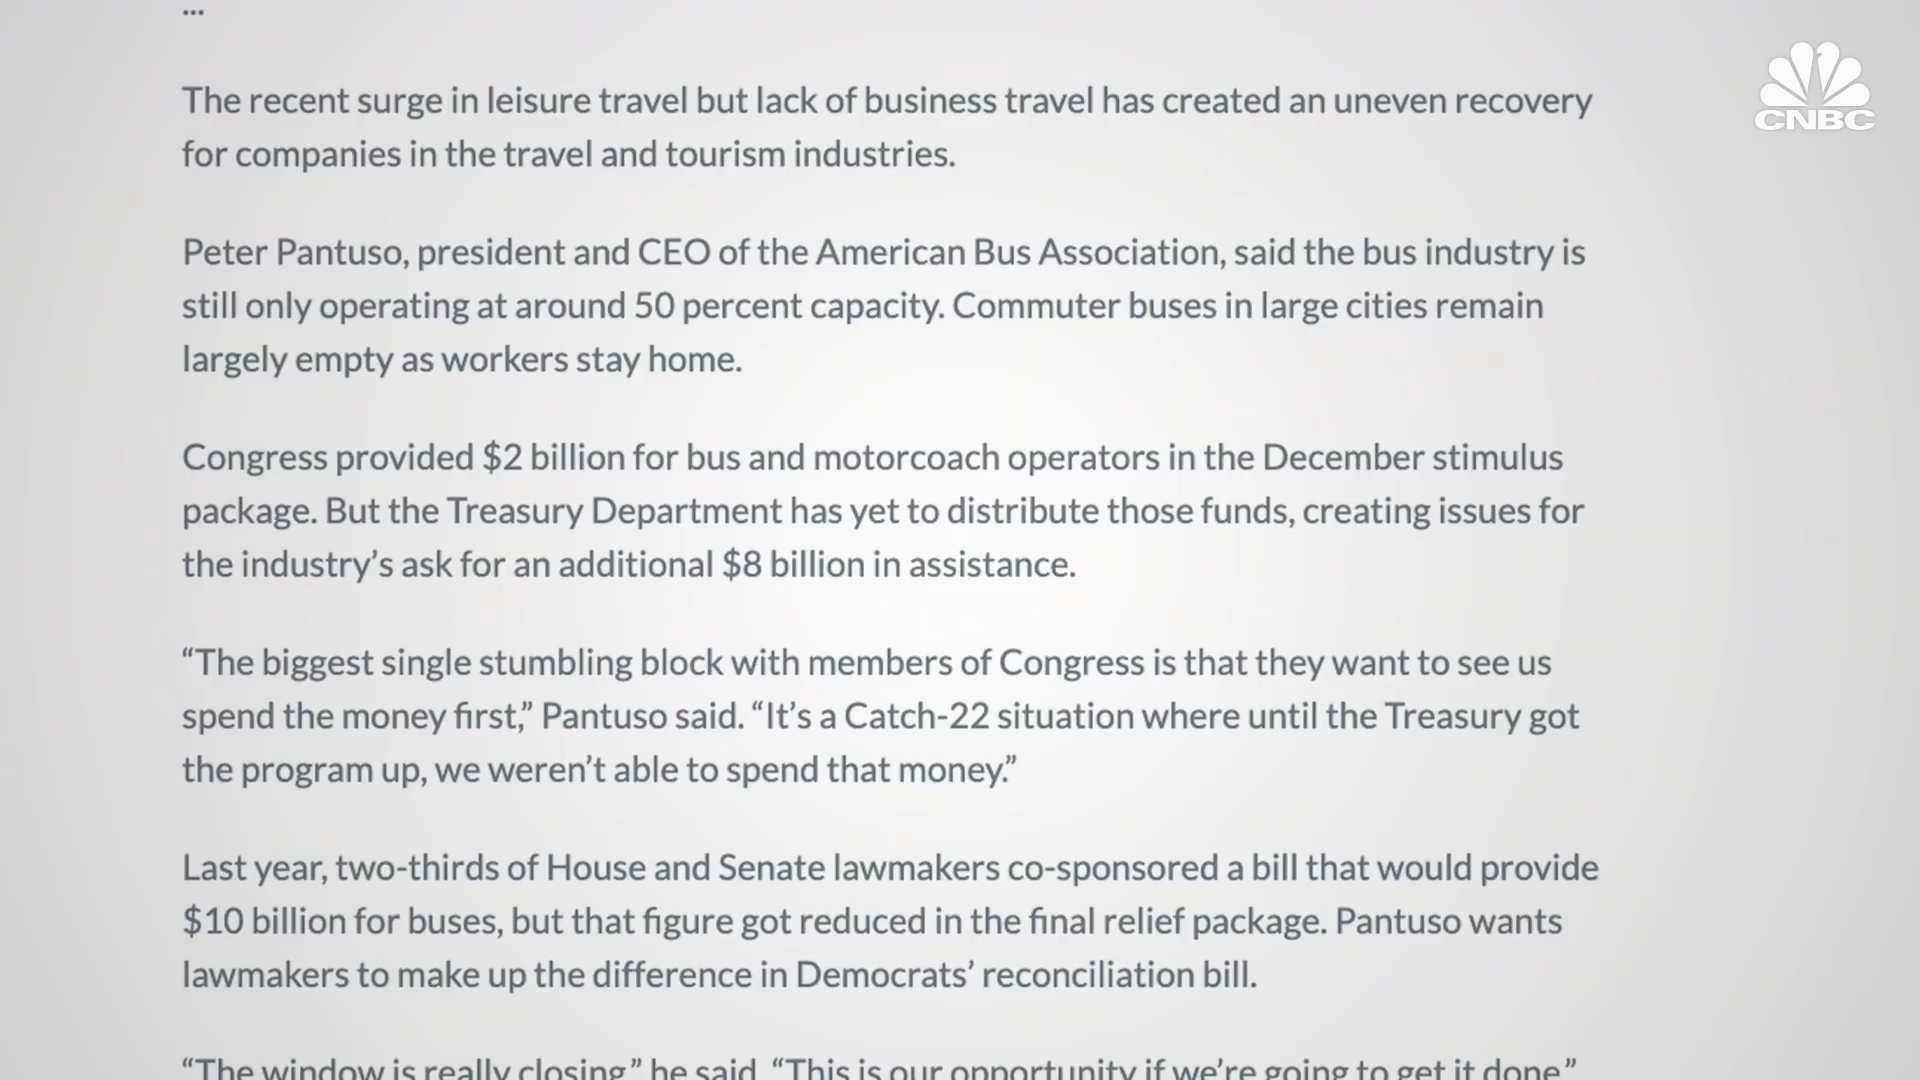 ...
CNBC
The recent surge in leisure travel but lack of business travel has created an uneven recovery
for companies in the travel and tourism industries.
Peter Pantuso, president and CEO of the American Bus Association, said the bus industry is
still only operating at around 50 percent capacity. Commuter buses in large cities remain
largely empty as workers stay home.
Congress provided $2 billion for bus and motorcoach operators in the December stimulus
package. But the Treasury Department has yet to distribute those funds, creating issues for
the industry’s ask for an additional $8 billion in assistance.
“The biggest single stumbling block with members of Congress is that they want to see us
spend the money first,” Pantuso said. “It’s a Catch-22 situation where until the Treasury got
the program up, we weren’t able to spend that money.”
Last year, two-thirds of House and Senate lawmakers co-sponsored a bill that would provide
$10 billion for buses, but that figure got reduced in the final relief package. Pantuso wants
lawmakers to make up the difference in Democrats’ reconciliation bill.
“The window is really closing,” he said. “This is our opportunity if we’re going to get it done.”